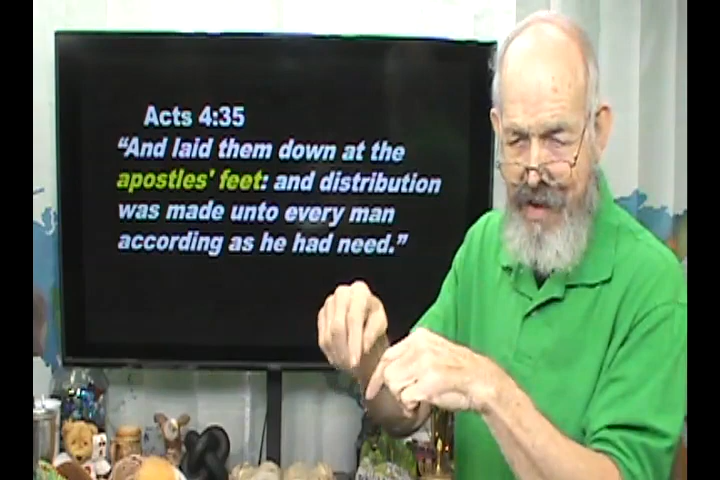 Acts 4:35
“And laid them down at the
apostles’ feet: and distribution
was made unto every man
according as he had need.”